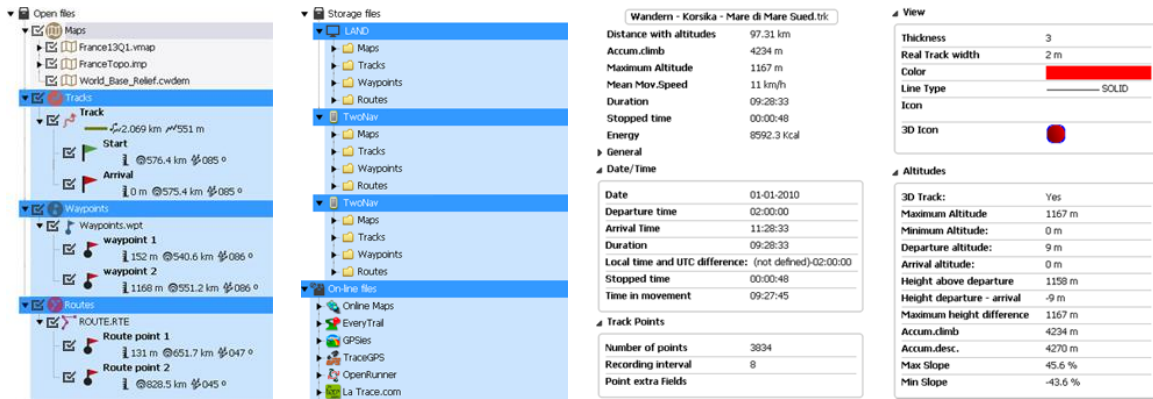 Open files
Maps
France13Q1.vmap
FranceTopo.imp
World_Base_Relief.cwdem
Tracks
Track
2.069 km 551 m
Start
576.4 km 085 º
Arrival
0 m 575.4 km 085 º
Waypoints
Waypoints.wpt
waypoint 1
152 m 540.6 km 086 º
waypoint 2
1168 m 551.2 km 086 º
Routes
ROUTE.RTE
Route point 1
131 m 651.7 km 047 º
Route point 2
828.5 km 045 º
Storage files
LAND
Maps
Tracks
Waypoints
Routes
TwoNav
Maps
Tracks
Waypoints
Routes
TwoNav
Maps
Tracks
Waypoints
Routes
On-line files
Online Maps
EveryTrail
GPSies
TraceGPS
OpenRunner
La Trace.com
Wandern - Korsika - Mare di Mare Sued.trk
Distance with altitudes 97.31 km
Accum.climb 4234 m
Maximum Altitude 1167 m
Mean Mov.Speed 11 km/h
Duration 09:28:33
Stopped time 00:00:48
Energy 8592.3 Kcal
General
Date/Time
Date 01-01-2010
Departure time 02:00:00
Arrival Time 11:28:33
Duration 09:28:33
Local time and UTC difference: (not defined)-02:00:00
Stopped time 00:00:48
Time in movement 09:27:45
Track Points
Number of points 3834
Recording interval 8
Point extra Fields
View
Thickness 3
Real Track width 2 m
Color
Line Type SOLID
Icon
3D Icon
Altitudes
3D Track: Yes
Maximum Altitude 1167 m
Minimum Altitude: 0 m
Departure altitude: 9 m
Arrival altitude: 0 m
Height above departure 1158 m
Height departure - arrival -9 m
Maximum height difference 1167 m
Accum.climb 4234 m
Accum.desc. 4270 m
Max Slope 45.6 %
Min Slope -43.6 %